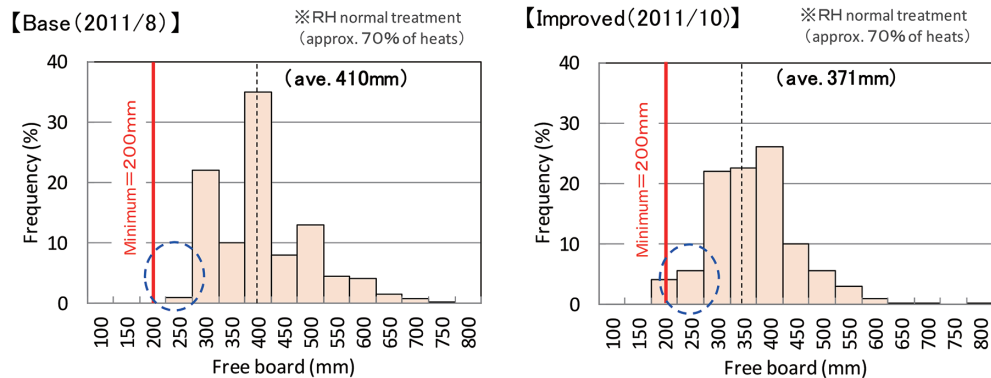 【Base(2011/8)】
※RH normal treatment
(approx. 70% of heats)
(ave. 410mm)
Minimum=200mm
Frequency (%)
40
30
20
10
0
100 150 200 250 300 350 400 450 500 550 600 650 700 750 800
Free board (mm)
【Improved(2011/10)】
※RH normal treatment
(approx. 70% of heats)
(ave. 371mm)
Minimum=200mm
Frequency (%)
40
30
20
10
0
100 150 200 250 300 350 400 450 500 550 600 650 700 750 800
Free board (mm)